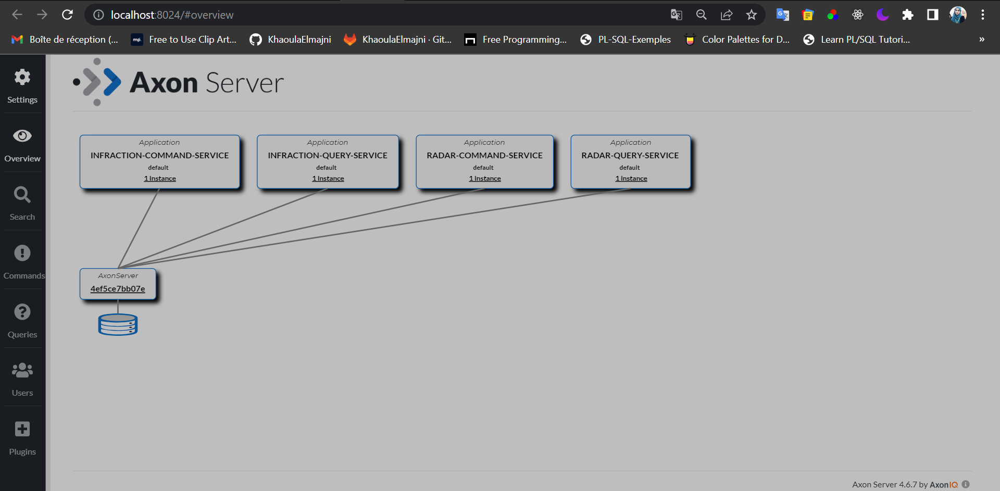 localhost:8024/#overview
Boîte de réception (...
Free to Use Clip Art...
KhaoulaElmajni
KhaoulaElmajni · Git...
Free Programming...
PL-SQL-Exemples
Color Palettes for D...
Learn PL/SQL Tutori...
»
Settings
Overview
Search
Commands
Queries
Users
Plugins
Axon Server
Application
INFRACTION-COMMAND-SERVICE
default
1 instance
Application
INFRACTION-QUERY-SERVICE
default
1 instance
Application
RADAR-COMMAND-SERVICE
default
1 instance
Application
RADAR-QUERY-SERVICE
default
1 instance
AxonServer
4ef5ce7bb07e
Axon Server 4.6.7 by AxonIQ